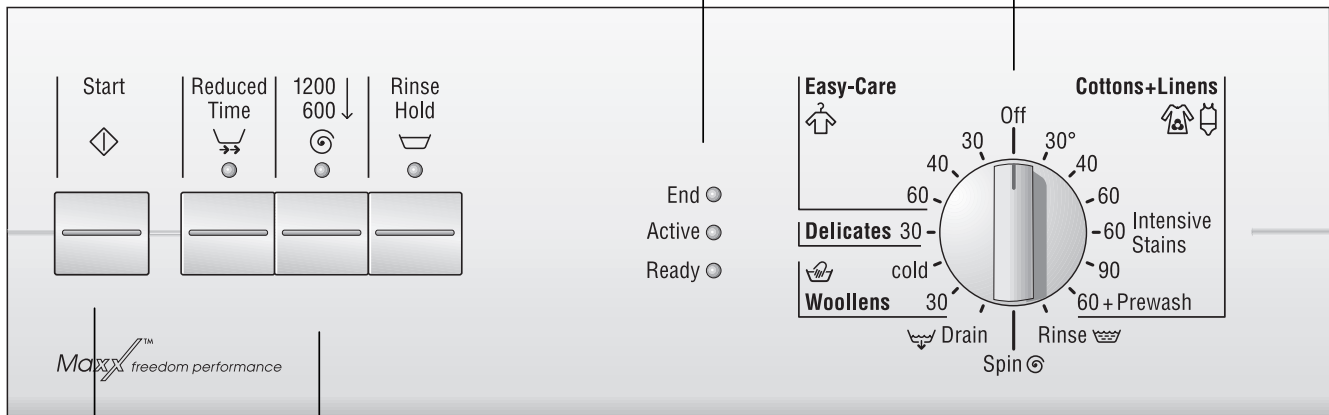 Start
Reduced
Time
1200
600
Rinse
Hold
End
Active
Ready
Easy-Care
Cottons+Linens
Off
30
40
60
30°
40
60
60 Intensive
Stains
90
60 + Prewash
Delicates 30
cold
Woollens 30
Drain
Rinse
Spin
Maxx™ freedom performance